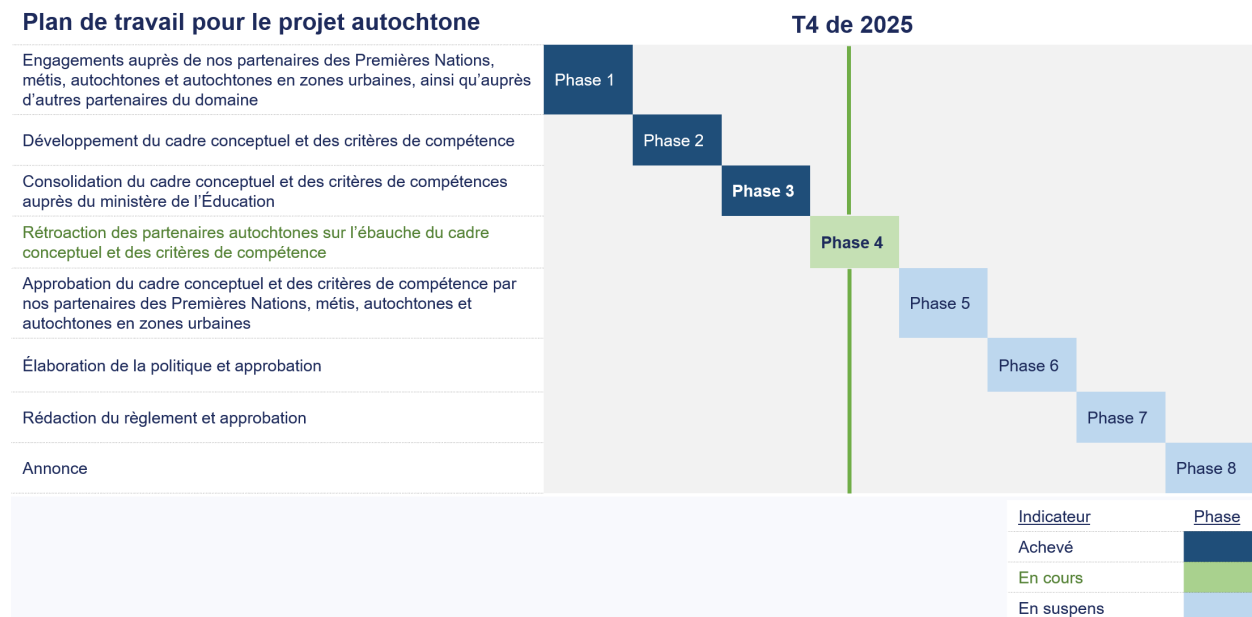 Plan de travail pour le projet autochtone
T4 de 2025
Engagements auprès de nos partenaires des Premières Nations,
métis, autochtones et autochtones en zones urbaines, ainsi qu’auprès
d’autres partenaires du domaine
Phase 1
Développement du cadre conceptuel et des critères de compétence
Phase 2
Consolidation du cadre conceptuel et des critères de compétences
auprès du ministère de l’Éducation
Phase 3
Rétroaction des partenaires autochtones sur l’ébauche du cadre
conceptuel et des critères de compétence
Phase 4
Approbation du cadre conceptuel et des critères de compétence par
nos partenaires des Premières Nations, métis, autochtones et
autochtones en zones urbaines
Phase 5
Élaboration de la politique et approbation
Phase 6
Rédaction du règlement et approbation
Phase 7
Annonce
Phase 8
Indicateur Phase
Achevé
En cours
En suspens